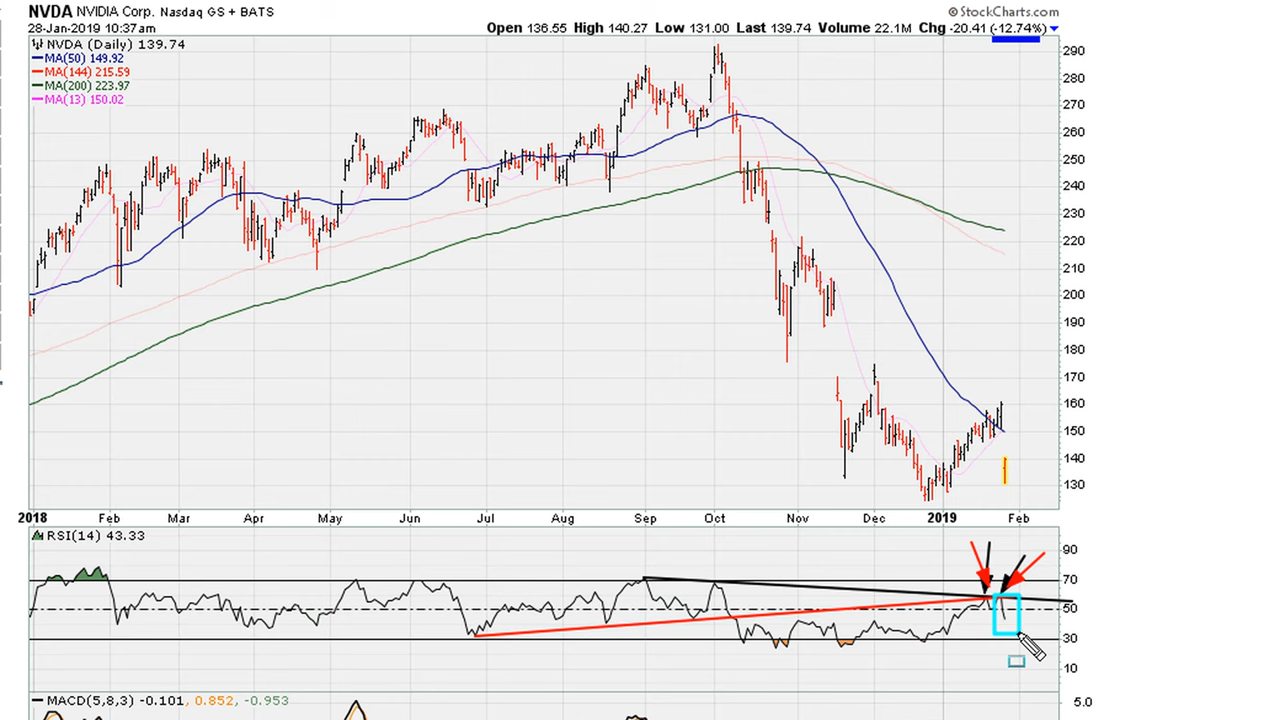 NVDA NVIDIA Corp. Nasdaq GS + BATS
© StockCharts.com
28-Jan-2019 10:37am
Open 136.55 High 140.27 Low 131.00 Last 139.74 Volume 22.1M Chg -20.41 (-12.74%)
NVDA (Daily) 139.74
MA(50) 149.92
MA(144) 215.59
MA(200) 223.97
MA(13) 150.02
290
280
270
260
250
240
230
220
210
200
190
180
170
160
150
140
130
2018 Feb Mar Apr May Jun Jul Aug Sep Oct Nov Dec 2019 Feb
RSI(14) 43.33
90
70
50
30
10
MACD(5,8,3) -0.101, 0.852, -0.953
5.0